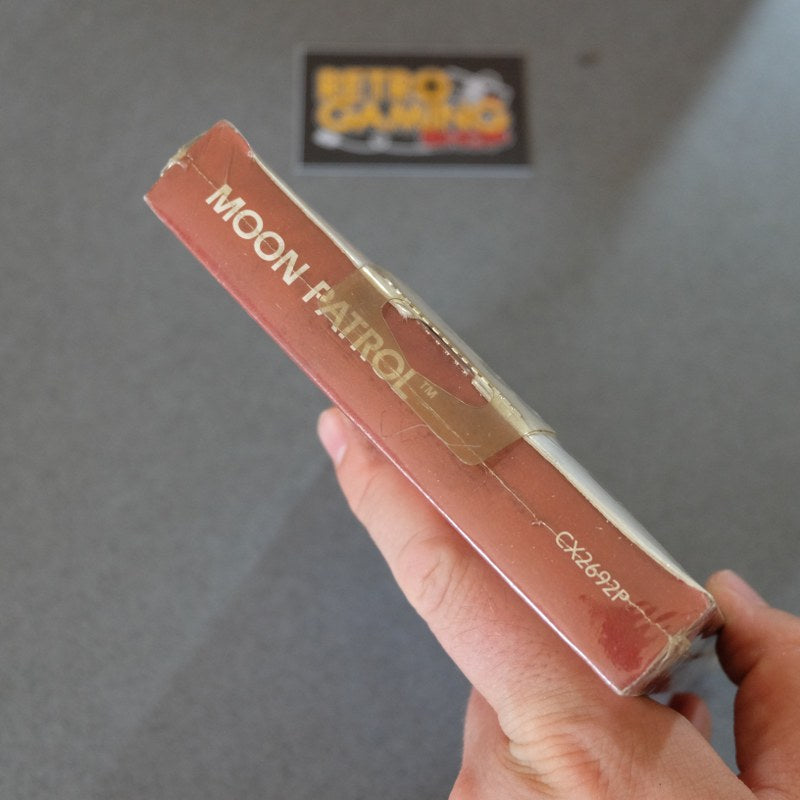 RETRO
GAMING
MOON PATROL™
CX2692P